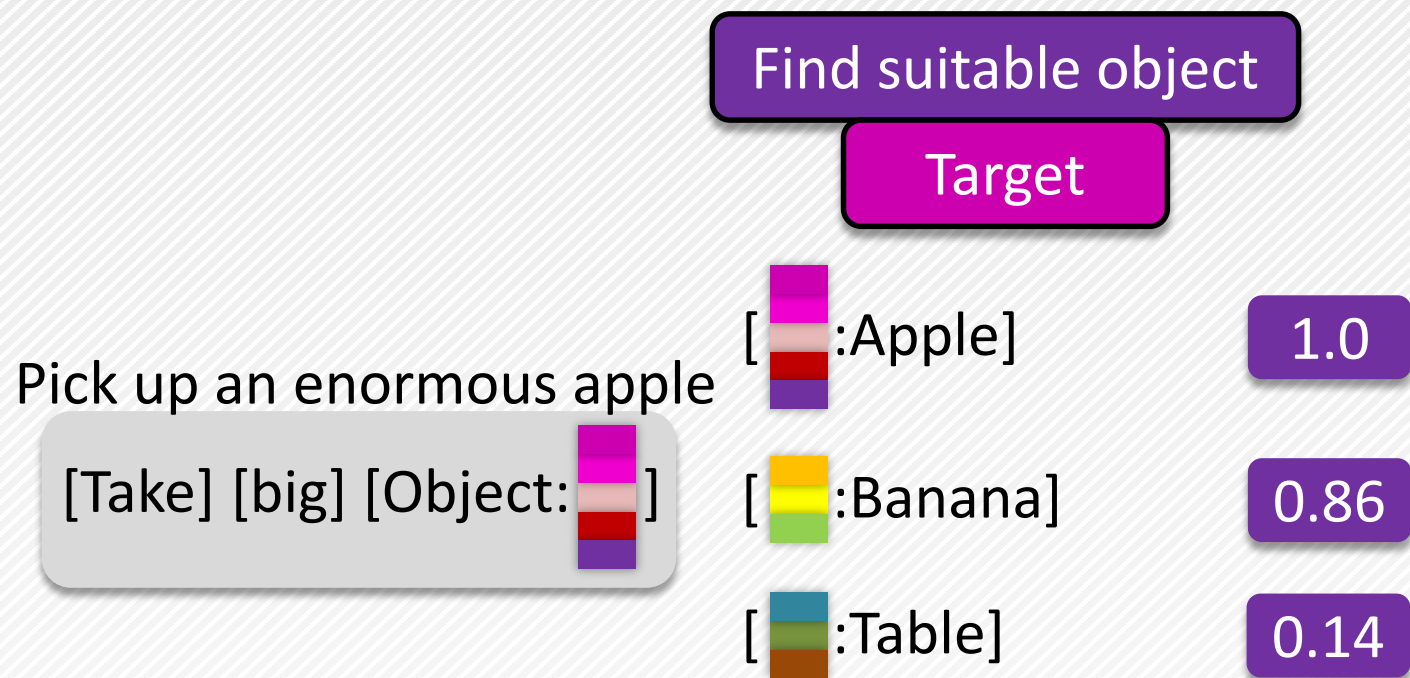 Find suitable object
Target
[ :Apple] 1.0
Pick up an enormous apple
[Take] [big] [Object: ]
[ :Banana] 0.86
[ :Table] 0.14